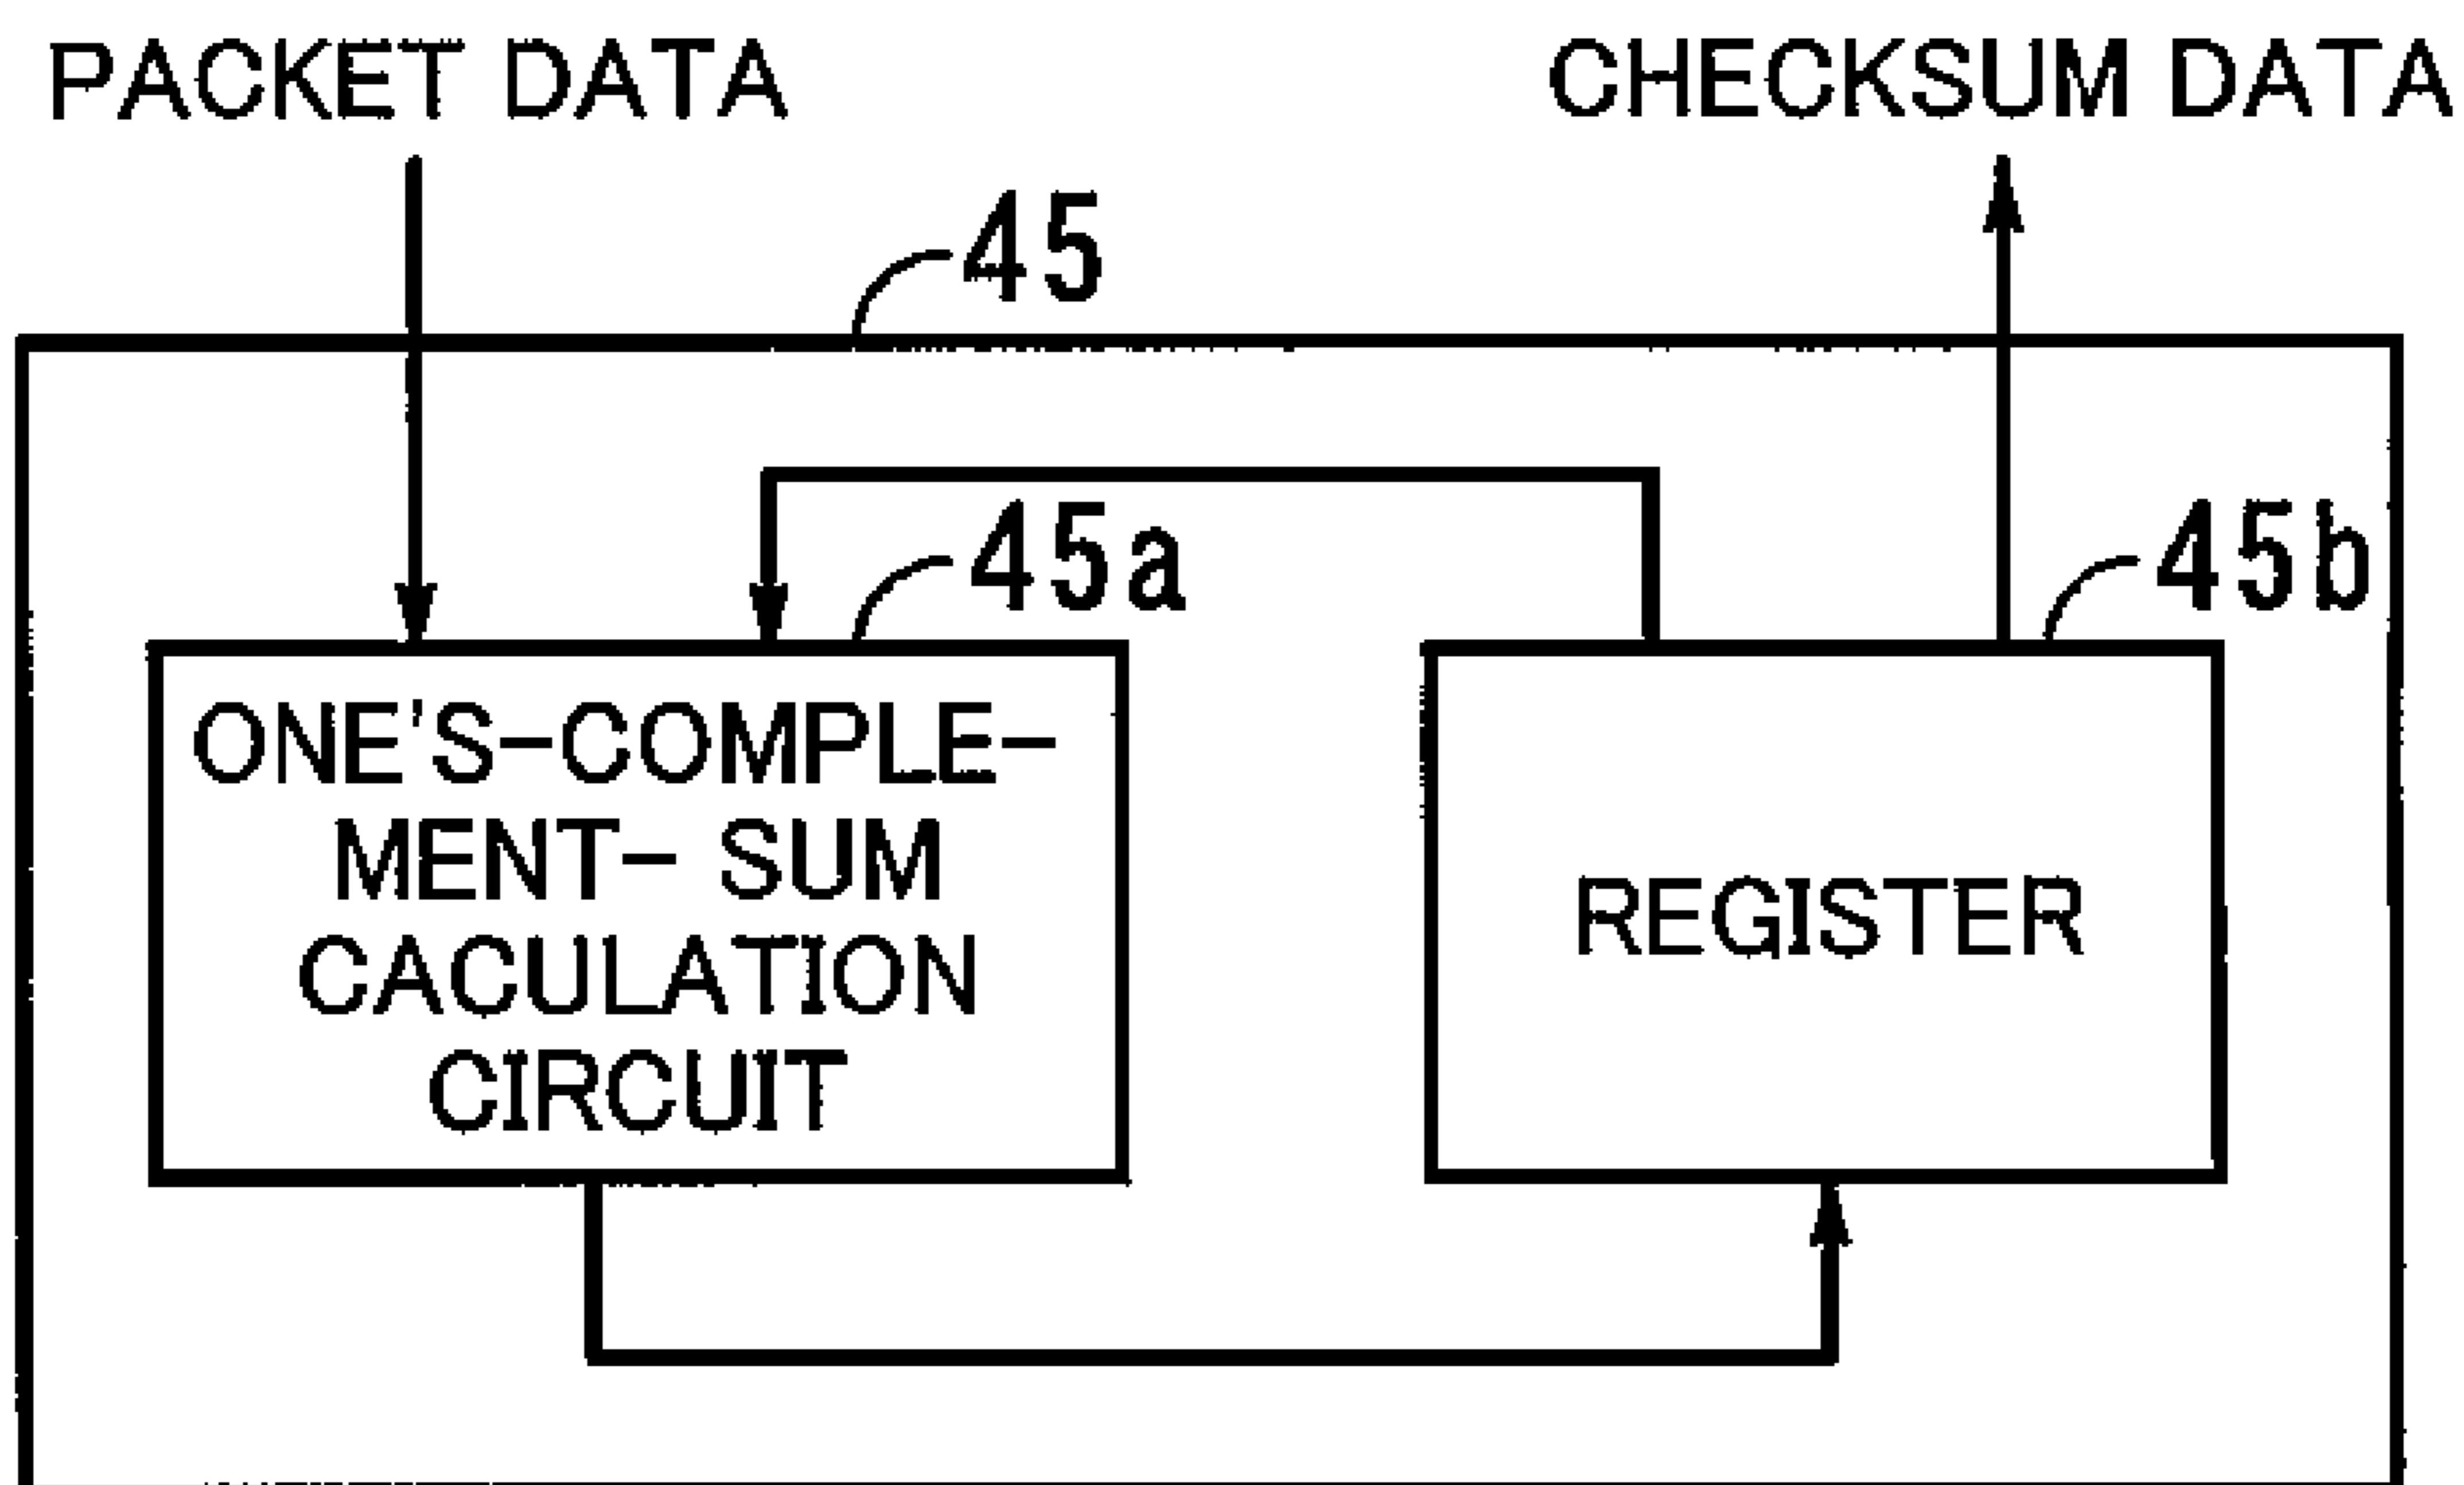 PACKET DATA
CHECKSUM DATA
45
45a
45b
ONE'S-COMPLE-
MENT- SUM
CACULATION
CIRCUIT
REGISTER